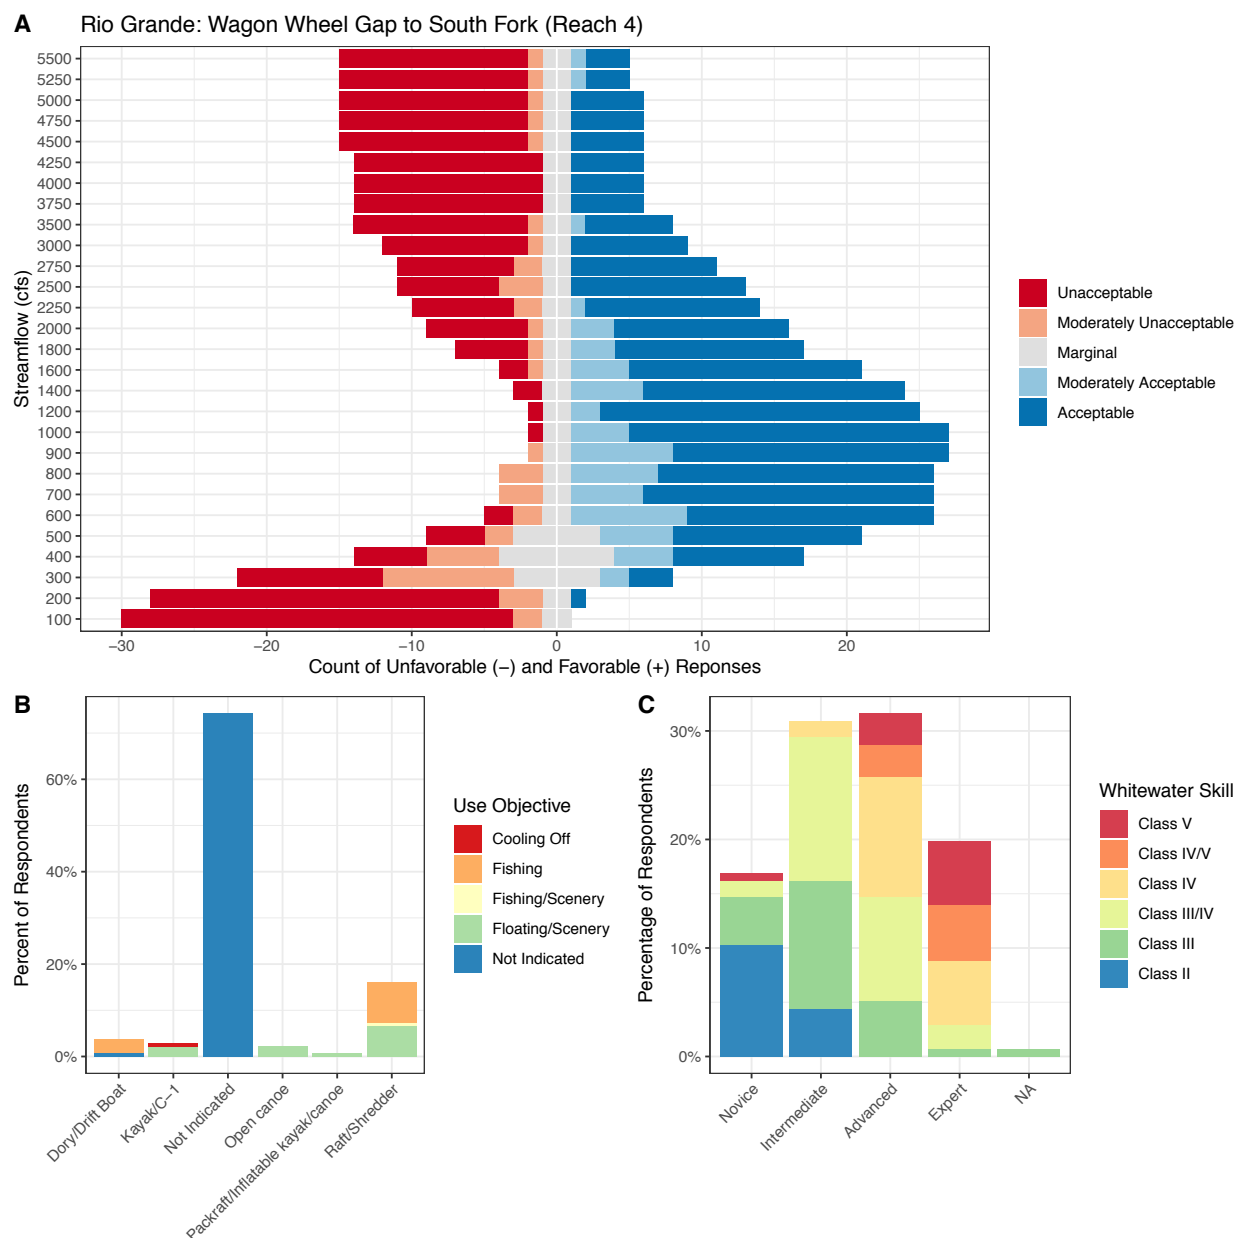 A
Rio Grande: Wagon Wheel Gap to South Fork (Reach 4)
Streamflow (cfs)
5500
5250
5000
4750
4500
4250
4000
3750
3500
3000
2750
2500
2250
2000
1800
1600
1400
1200
1000
900
800
700
600
500
400
300
200
100
−30 −20 −10 0 10 20
Count of Unfavorable (−) and Favorable (+) Reponses
Unacceptable
Moderately Unacceptable
Marginal
Moderately Acceptable
Acceptable
B
Percent of Respondents
60%
40%
20%
0%
Dory/Drift Boat
Kayak/C−1
Not Indicated
Open canoe
Packraft/Inflatable kayak/canoe
Raft/Shredder
Use Objective
Cooling Off
Fishing
Fishing/Scenery
Floating/Scenery
Not Indicated
C
Percentage of Respondents
30%
20%
10%
0%
Novice
Intermediate
Advanced
Expert
NA
Whitewater Skill
Class V
Class IV/V
Class IV
Class III/IV
Class III
Class II